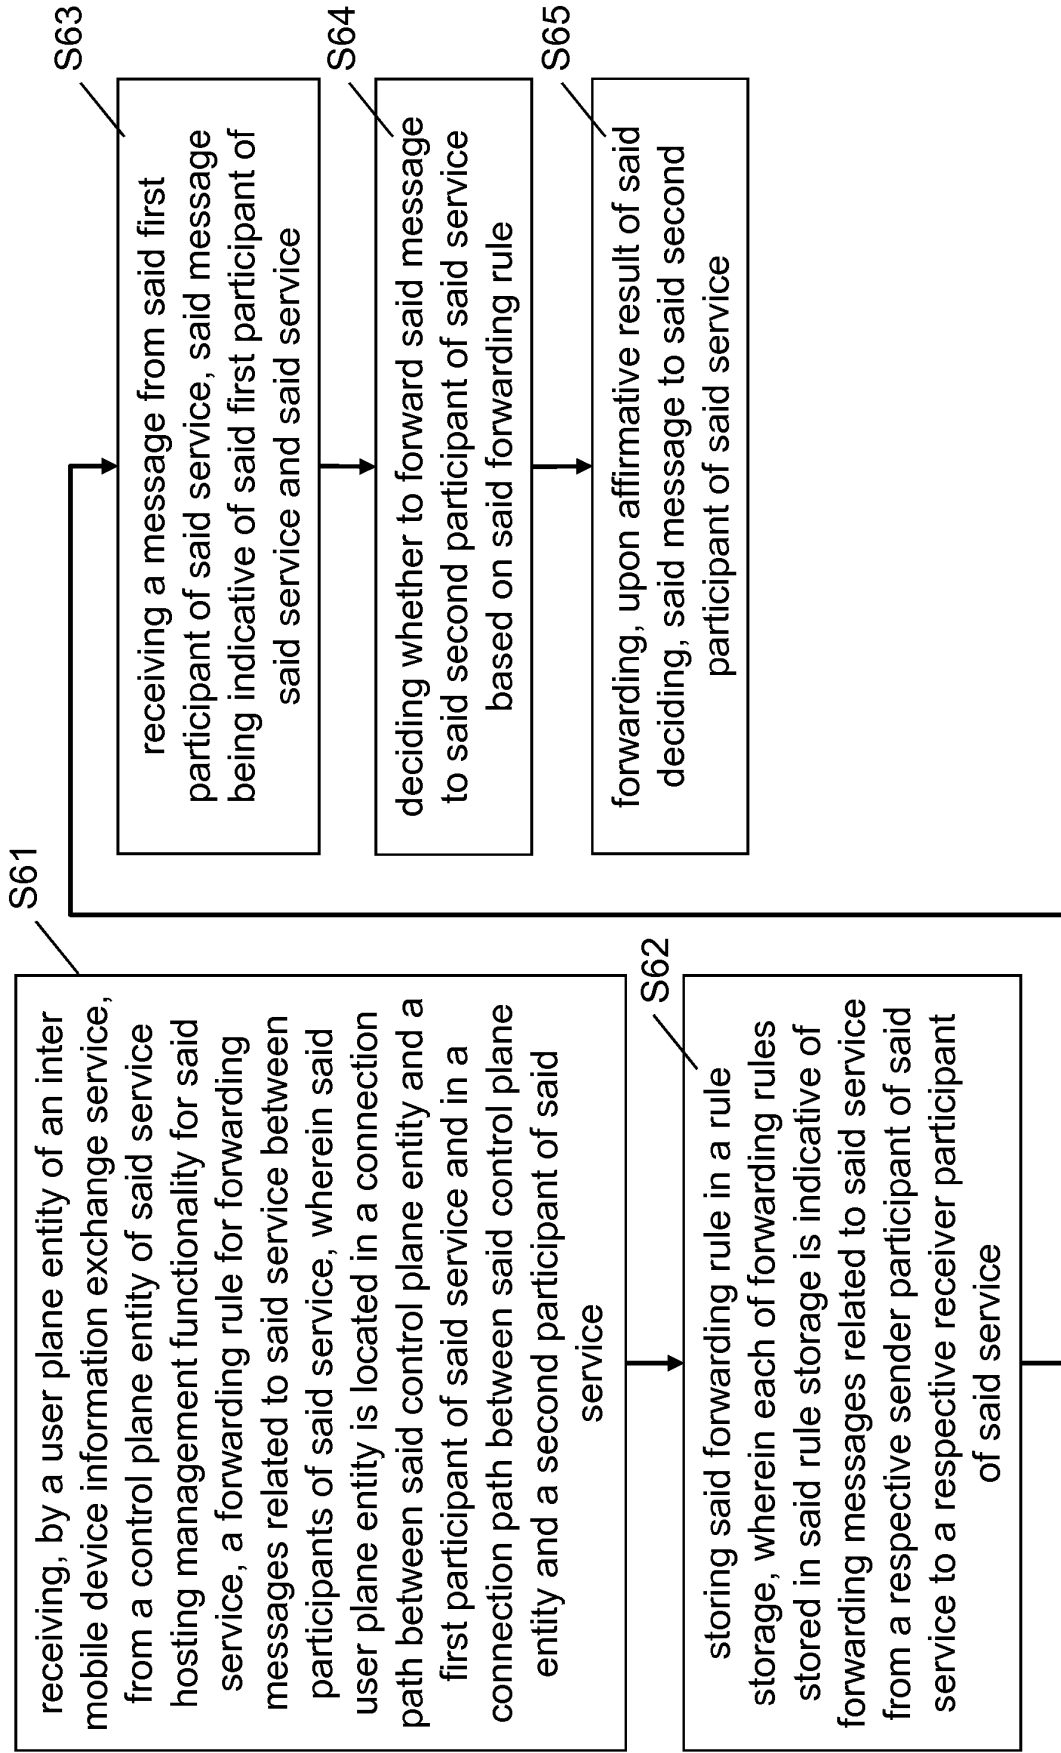 S61
receiving, by a user plane entity of an inter
mobile device information exchange service,
from a control plane entity of said service
hosting management functionality for said
service, a forwarding rule for forwarding
messages related to said service between
participants of said service, wherein said
user plane entity is located in a connection
path between said control plane entity and a
first participant of said service and in a
connection path between said control plane
entity and a second participant of said
service
S62
storing said forwarding rule in a rule
storage, wherein each of forwarding rules
stored in said rule storage is indicative of
forwarding messages related to said service
from a respective sender participant of said
service to a respective receiver participant
of said service
S63
receiving a message from said first
participant of said service, said message
being indicative of said first participant of
said service and said service
S64
deciding whether to forward said message
to said second participant of said service
based on said forwarding rule
S65
forwarding, upon affirmative result of said
deciding, said message to said second
participant of said service